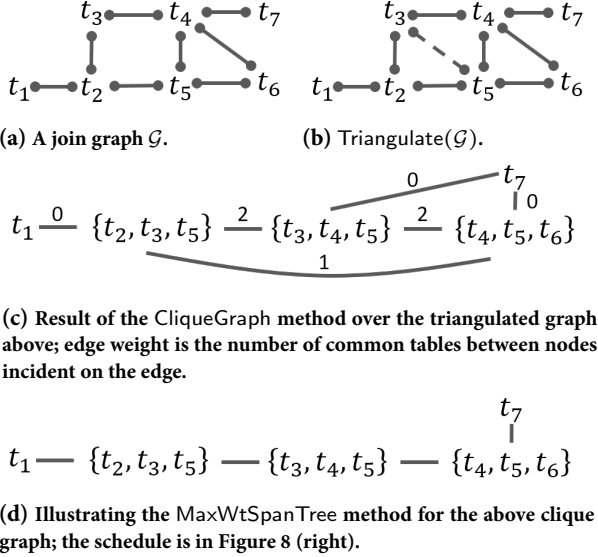 t3 t4 t7 t3 t4 t7
t1 t2 t5 t6 t1 t2 t5 t6
(a) A join graph 𝒢. (b) Triangulate(𝒢).
t7
0
0
t1 0 {t2, t3, t5} 2 {t3, t4, t5} 2 {t4, t5, t6}
1
(c) Result of the CliqueGraph method over the triangulated graph
above; edge weight is the number of common tables between nodes
incident on the edge.
t7
t1 {t2, t3, t5} {t3, t4, t5} {t4, t5, t6}
(d) Illustrating the MaxWtSpanTree method for the above clique
graph; the schedule is in Figure 8 (right).